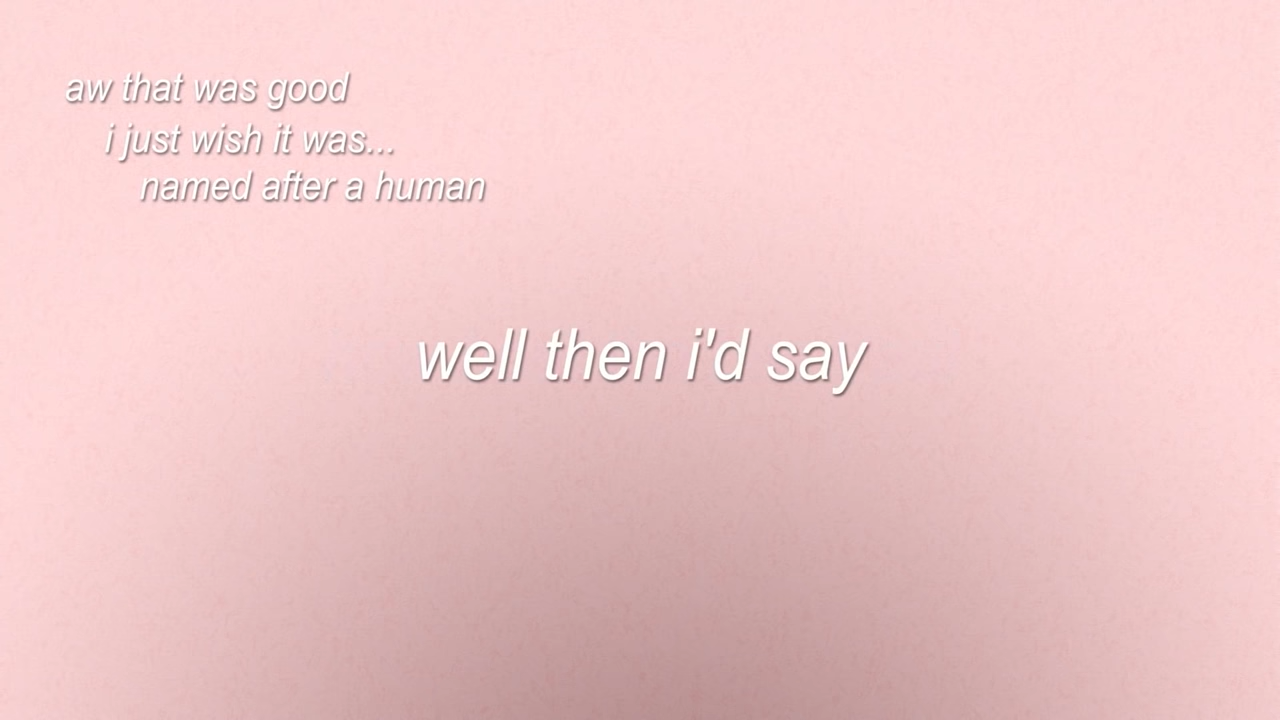 aw that was good
i just wish it was...
named after a human
well then i'd say